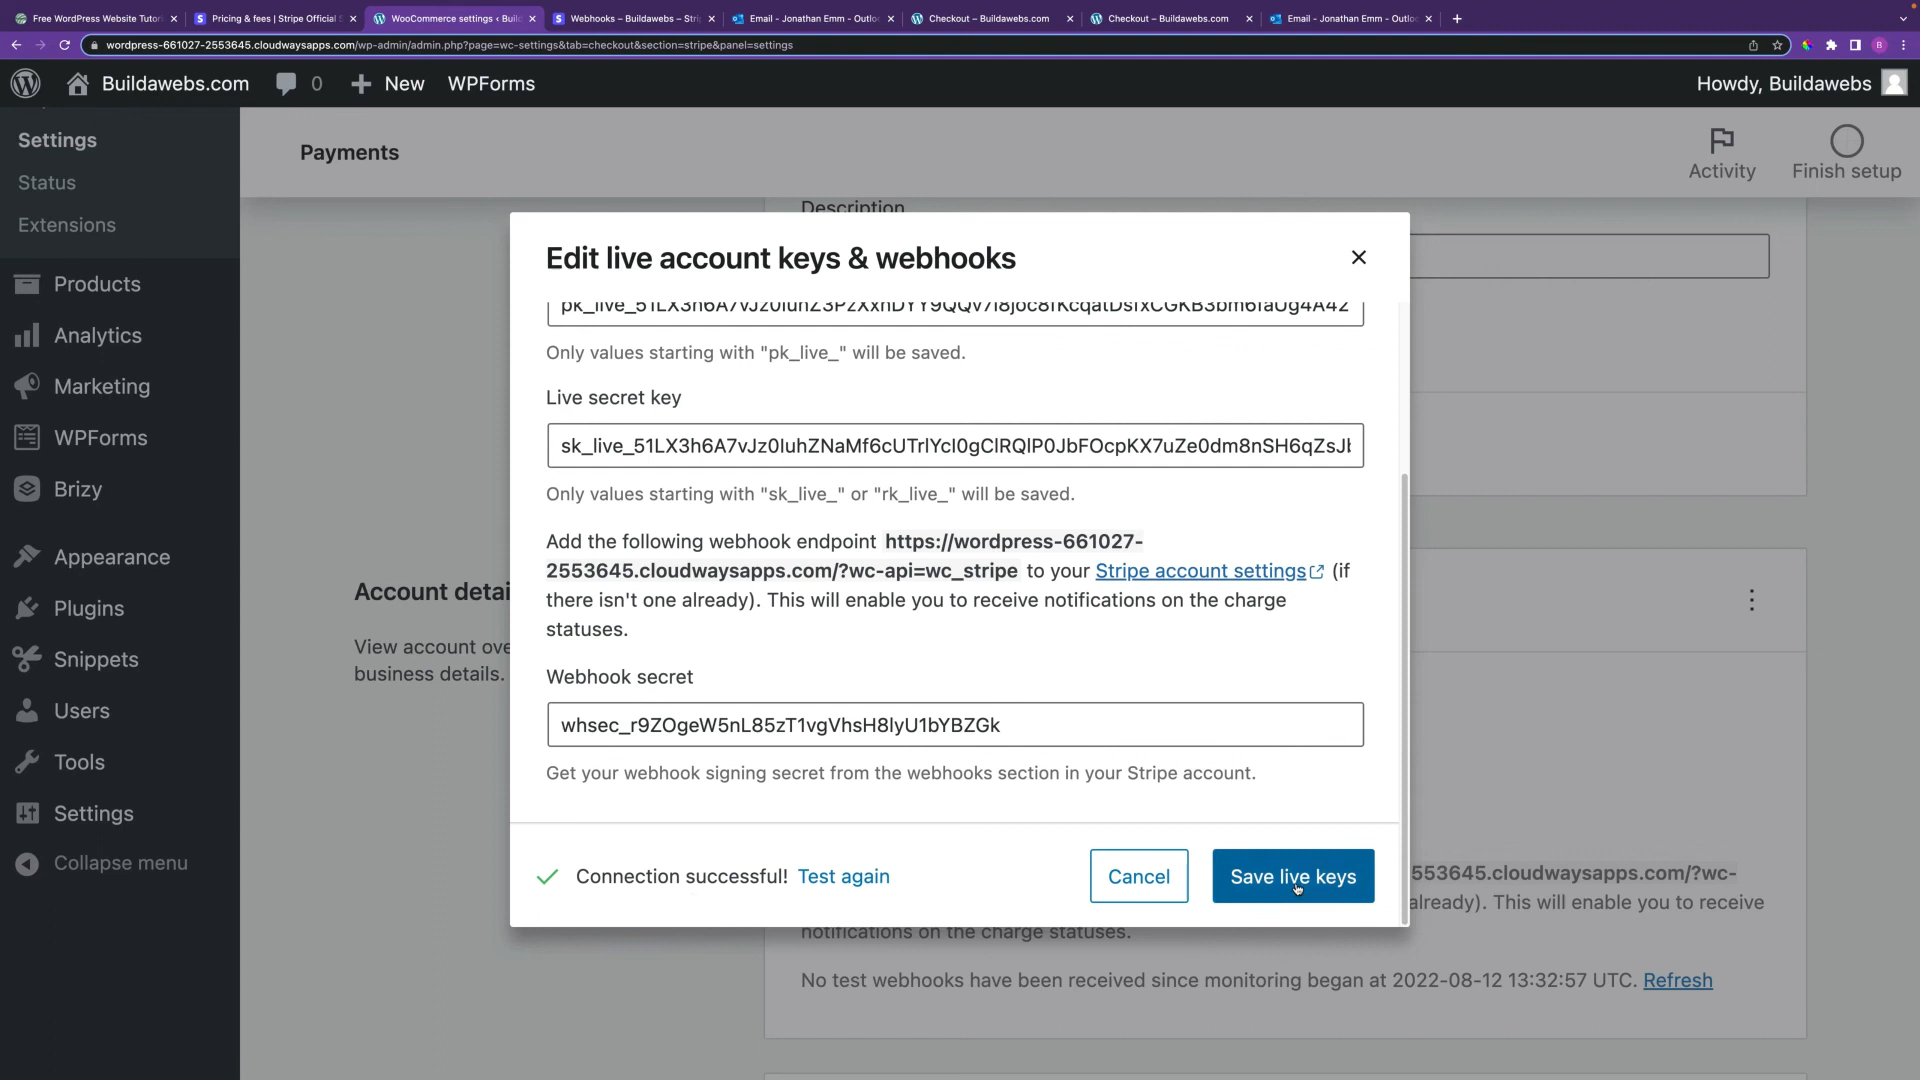 Free WordPress Website Tutori
Pricing & fees | Stripe Official S
WooCommerce settings ‹ Build
Webhooks – Buildawebs – Stri
Email - Jonathan Emm - Outloo
Checkout – Buildawebs.com
Checkout – Buildawebs.com
Email - Jonathan Emm - Outloo
wordpress-661027-2553645.cloudwaysapps.com/wp-admin/admin.php?page=wc-settings&tab=checkout&section=stripe&panel=settings
B
Buildawebs.com
0
New
WPForms
Howdy, Buildawebs
Settings
Status
Extensions
Products
Analytics
Marketing
WPForms
Brizy
Appearance
Plugins
Snippets
Users
Tools
Settings
Collapse menu
Payments
Activity
Finish setup
Description
Account detai
View account ove
business details.
Edit live account keys & webhooks
Only values starting with "pk_live_" will be saved.
Live secret key
Only values starting with "sk_live_" or "rk_live_" will be saved.
Add the following webhook endpoint https://wordpress-661027-
2553645.cloudwaysapps.com/?wc-api=wc_stripe to your Stripe account settings (if
there isn't one already). This will enable you to receive notifications on the charge
statuses.
Webhook secret
Get your webhook signing secret from the webhooks section in your Stripe account.
Connection successful! Test again
Cancel
Save live keys
553645.cloudwaysapps.com/?wc-
already). This will enable you to receive
notifications on the charge statuses.
No test webhooks have been received since monitoring began at 2022-08-12 13:32:57 UTC. Refresh